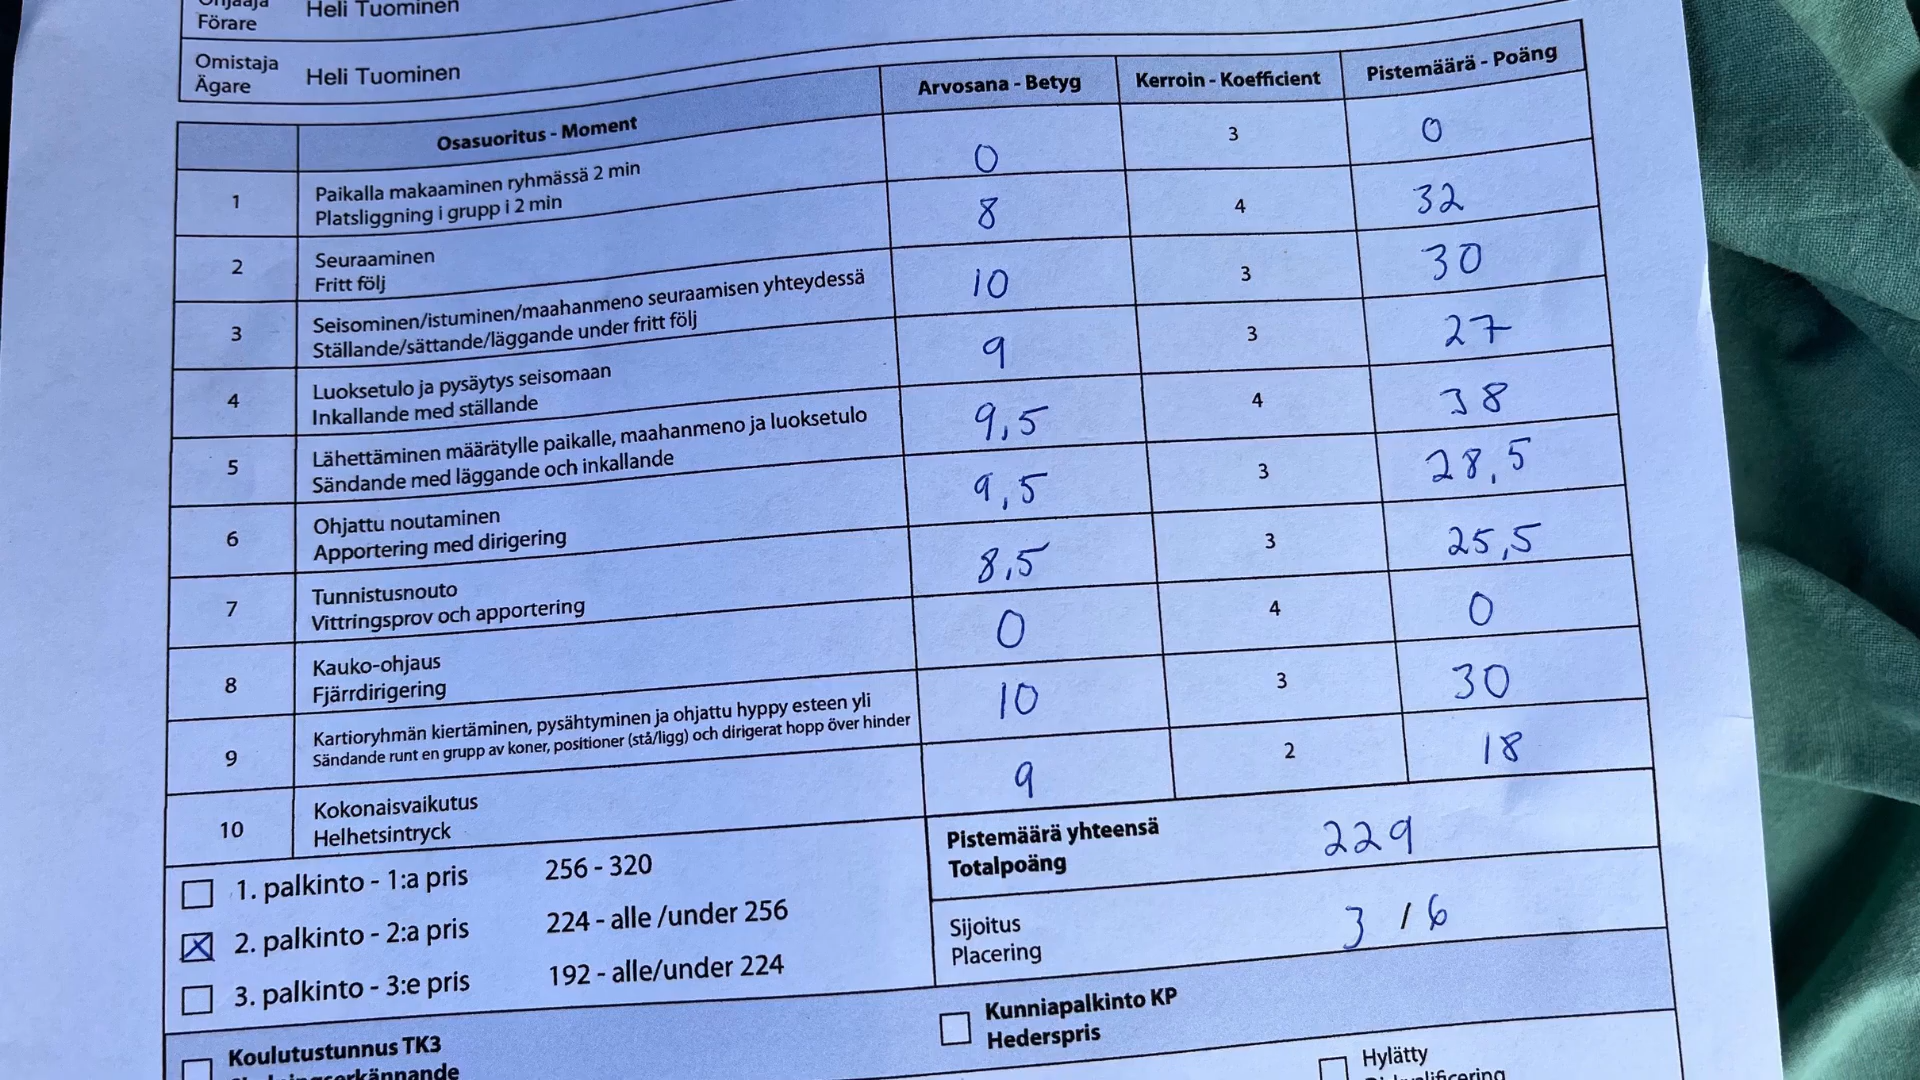 Ohjaaja
Förare
Heli Tuominen
Omistaja
Ägare
Heli Tuominen
Osasuoritus - Moment
Arvosana - Betyg
Kerroin - Koefficient
Pistemäärä - Poäng
1
Paikalla makaaminen ryhmässä 2 min
Platsliggning i grupp i 2 min
0
3
0
2
Seuraaminen
Fritt följ
8
4
32
3
Seisominen/istuminen/maahanmeno seuraamisen yhteydessä
Ställande/sättande/läggande under fritt följ
10
3
30
4
Luoksetulo ja pysäytys seisomaan
Inkallande med ställande
9
3
27
5
Lähettäminen määrätylle paikalle, maahanmeno ja luoksetulo
Sändande med läggande och inkallande
9,5
4
38
6
Ohjattu noutaminen
Apportering med dirigering
9,5
3
28,5
7
Tunnistusnouto
Vittringsprov och apportering
8,5
3
25,5
8
Kauko-ohjaus
Fjärrdirigering
0
4
0
9
Kartioryhmän kiertäminen, pysähtyminen ja ohjattu hyppy esteen yli
Sändande runt en grupp av koner, positioner (stå/ligg) och dirigerat hopp över hinder
10
3
30
10
Kokonaisvaikutus
Helhetsintryck
9
2
18
1. palkinto - 1:a pris 256 - 320
2. palkinto - 2:a pris 224 - alle /under 256
3. palkinto - 3:e pris 192 - alle/under 224
Pistemäärä yhteensä
Totalpoäng
229
Sijoitus
Placering
3 / 6
Koulutustunnus TK3
Kunniapalkinto KP
Hederspris
Hylätty